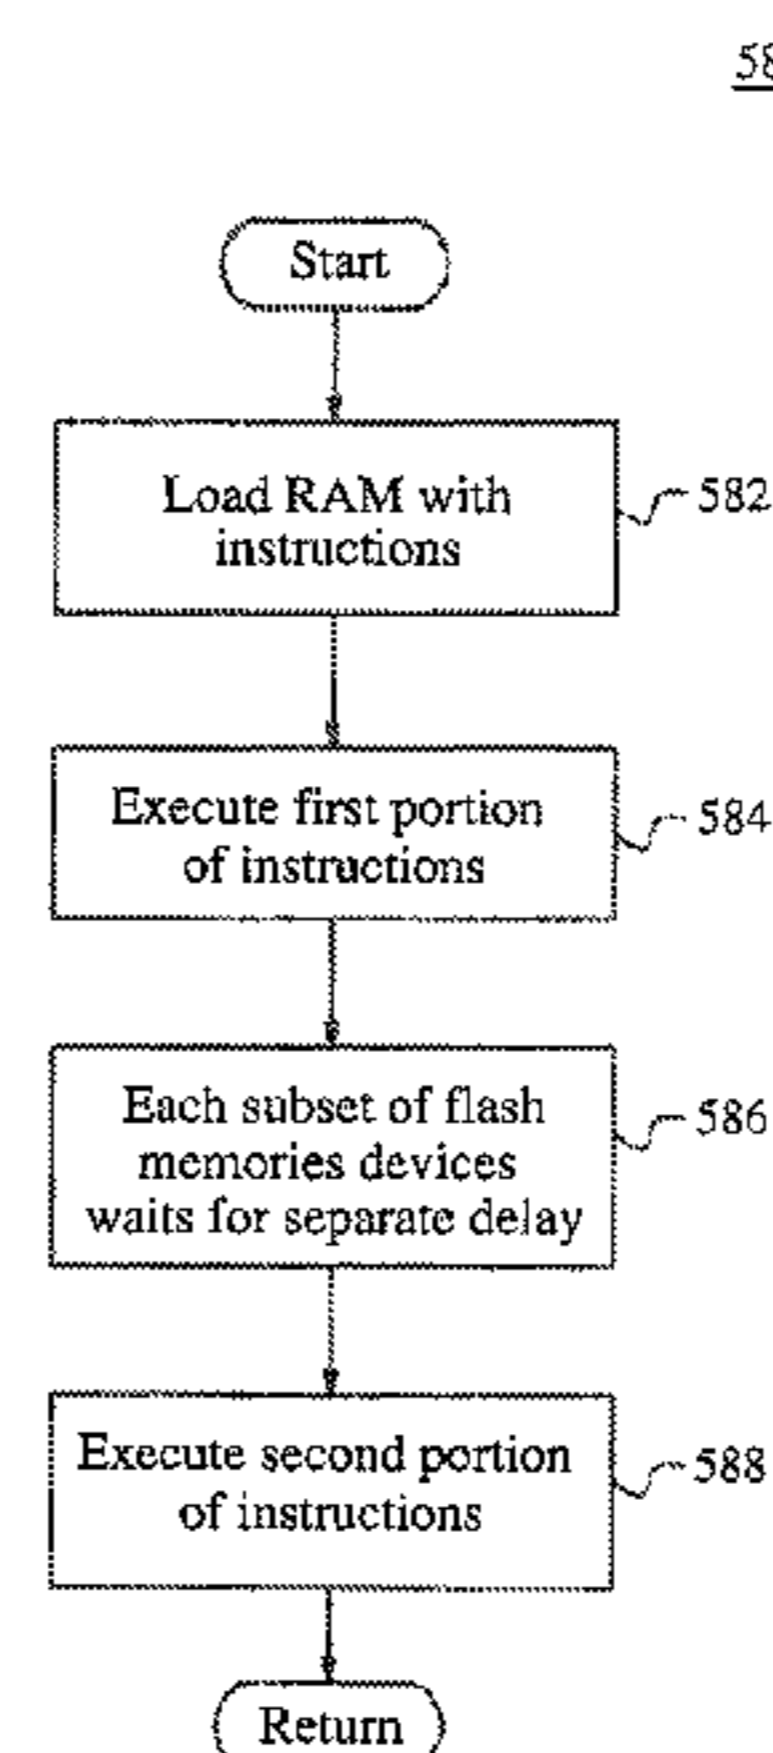 Start
Load RAM with
instructions
582
Execute first portion
of instructions
584
Each subset of flash
memories devices
waits for separate delay
586
Execute second portion
of instructions
588
Return